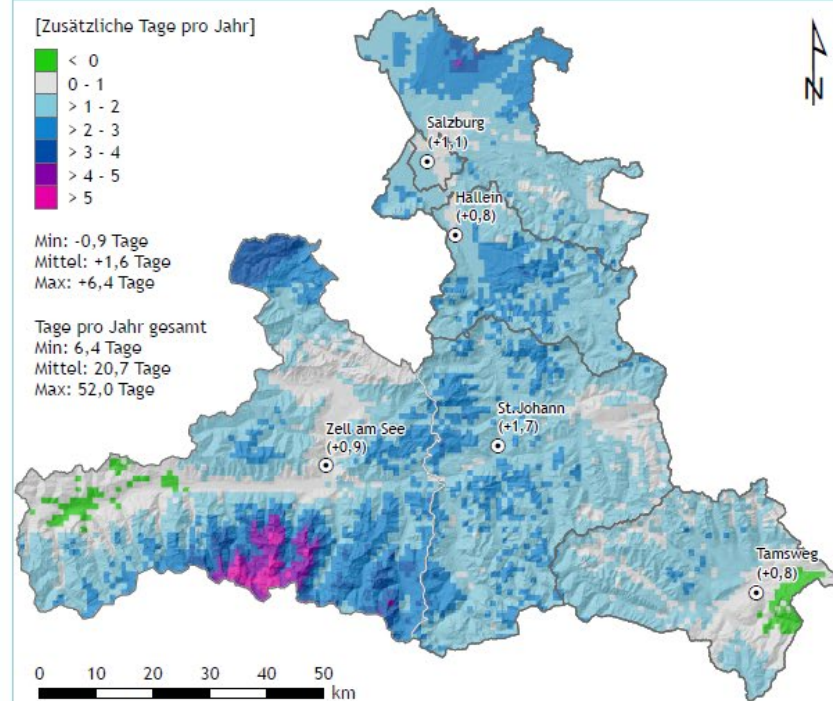 [Zusätzliche Tage pro Jahr]
< 0
0 - 1
> 1 - 2
> 2 - 3
> 3 - 4
> 4 - 5
> 5
Min: -0,9 Tage
Mittel: +1,6 Tage
Max: +6,4 Tage
Tage pro Jahr gesamt
Min: 6,4 Tage
Mittel: 20,7 Tage
Max: 52,0 Tage
N
Salzburg
(+1,1)
Hallein
(+0,8)
St.Johann
(+1,7)
Zell am See
(+0,9)
Tamsweg
(+0,8)
0 10 20 30 40 50
km